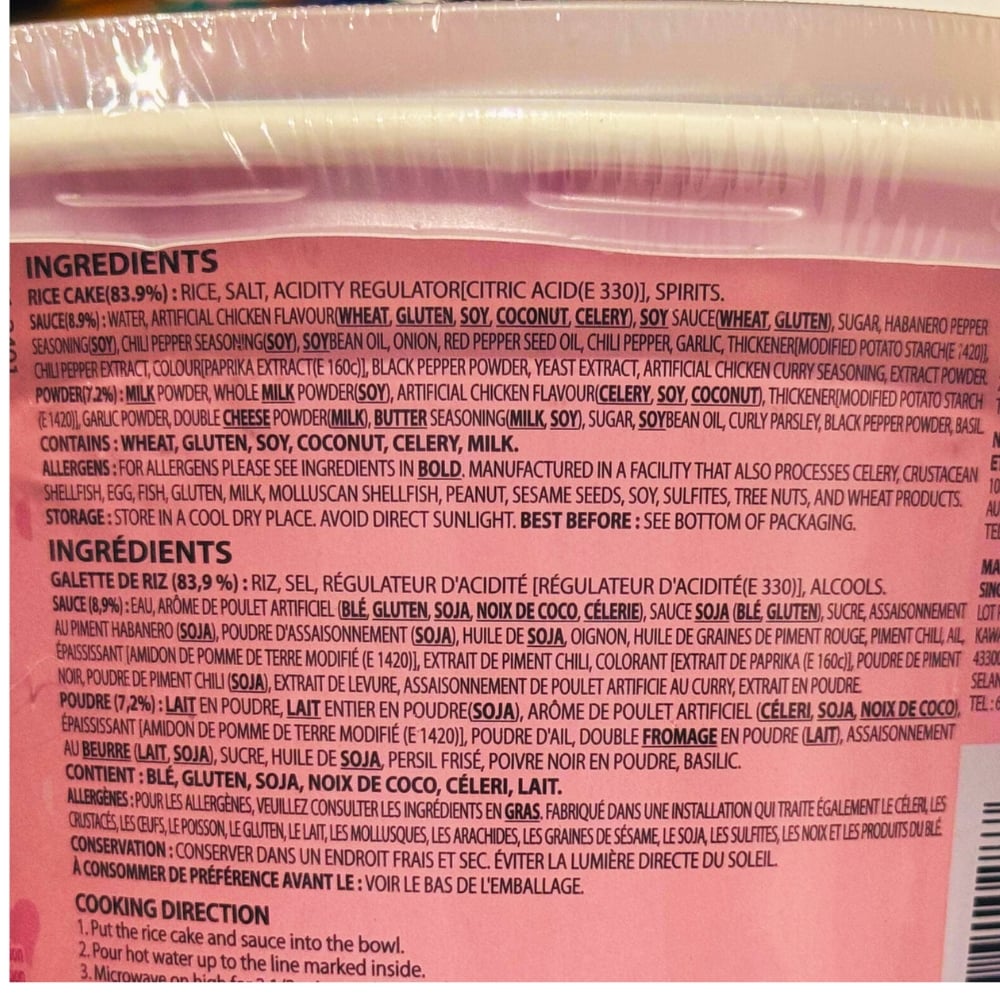 INGREDIENTS
RICE CAKE(83.9%) : RICE, SALT, ACIDITY REGULATOR[CITRIC ACID(E 330)], SPIRITS.
SAUCE(8.9%) : WATER, ARTIFICIAL CHICKEN FLAVOUR(WHEAT, GLUTEN, SOY, COCONUT, CELERY), SOY SAUCE(WHEAT, GLUTEN), SUGAR, HABANERO PEPPER
SEASONING(SOY), CHILI PEPPER SEASONING(SOY), SOYBEAN OIL, ONION, RED PEPPER SEED OIL, CHILI PEPPER, GARLIC, THICKENER[MODIFIED POTATO STARCH(E 1420)],
CHILI PEPPER EXTRACT, COLOUR[PAPRIKA EXTRACT(E 160c)], BLACK PEPPER POWDER, YEAST EXTRACT, ARTIFICIAL CHICKEN CURRY SEASONING, EXTRACT POWDER.
POWDER(7.2%) : MILK POWDER, WHOLE MILK POWDER(SOY), ARTIFICIAL CHICKEN FLAVOUR(CELERY, SOY, COCONUT), THICKENER[MODIFIED POTATO STARCH
(E1420)], GARLIC POWDER, DOUBLE CHEESE POWDER(MILK), BUTTER SEASONING(MILK, SOY), SUGAR, SOYBEAN OIL, CURLY PARSLEY, BLACK PEPPER POWDER, BASIL.
CONTAINS : WHEAT, GLUTEN, SOY, COCONUT, CELERY, MILK.
ALLERGENS : FOR ALLERGENS PLEASE SEE INGREDIENTS IN BOLD. MANUFACTURED IN A FACILITY THAT ALSO PROCESSES CELERY, CRUSTACEAN
SHELLFISH, EGG, FISH, GLUTEN, MILK, MOLLUSCAN SHELLFISH, PEANUT, SESAME SEEDS, SOY, SULFITES, TREE NUTS, AND WHEAT PRODUCTS.
STORAGE : STORE IN A COOL DRY PLACE. AVOID DIRECT SUNLIGHT. BEST BEFORE : SEE BOTTOM OF PACKAGING.
INGRÉDIENTS
GALETTE DE RIZ (83,9 %) : RIZ, SEL, RÉGULATEUR D'ACIDITÉ [RÉGULATEUR D'ACIDITÉ(E 330)], ALCOOLS.
SAUCE (8,9%) : EAU, ARÔME DE POULET ARTIFICIEL (BLÉ, GLUTEN, SOJA, NOIX DE COCO, CÉLERIE), SAUCE SOJA (BLÉ, GLUTEN), SUCRE, ASSAISONNEMENT
AU PIMENT HABANERO (SOJA), POUDRE D'ASSAISONNEMENT (SOJA), HUILE DE SOJA, OIGNON, HUILE DE GRAINES DE PIMENT ROUGE, PIMENT CHILI, AIL,
ÉPAISSISSANT [AMIDON DE POMME DE TERRE MODIFIÉ (E 1420)], EXTRAIT DE PIMENT CHILI, COLORANT [EXTRAIT DE PAPRIKA (E 160c)], POUDRE DE PIMENT
NOIR, POUDRE DE PIMENT CHILI (SOJA), EXTRAIT DE LEVURE, ASSAISONNEMENT DE POULET ARTIFICIE AU CURRY, EXTRAIT EN POUDRE.
POUDRE (7,2%) : LAIT EN POUDRE, LAIT ENTIER EN POUDRE(SOJA), ARÔME DE POULET ARTIFICIEL (CÉLERI, SOJA, NOIX DE COCO),
ÉPAISSISSANT [AMIDON DE POMME DE TERRE MODIFIÉ (E 1420)], POUDRE D'AIL, DOUBLE FROMAGE EN POUDRE (LAIT), ASSAISONNEMENT
AU BEURRE (LAIT, SOJA), SUCRE, HUILE DE SOJA, PERSIL FRISÉ, POIVRE NOIR EN POUDRE, BASILIC.
CONTIENT : BLÉ, GLUTEN, SOJA, NOIX DE COCO, CÉLERI, LAIT.
ALLERGÈNES : POUR LES ALLERGÈNES, VEUILLEZ CONSULTER LES INGRÉDIENTS EN GRAS. FABRIQUÉ DANS UNE INSTALLATION QUI TRAITE ÉGALEMENT LE CÉLERI, LES
CRUSTACÉS, LES ŒUFS, LE POISSON, LE GLUTEN, LE LAIT, LES MOLLUSQUES, LES ARACHIDES, LES GRAINES DE SÉSAME, LE SOJA, LES SULFITES, LES NOIX ET LES PRODUITS DU BLÉ.
CONSERVATION : CONSERVER DANS UN ENDROIT FRAIS ET SEC. ÉVITER LA LUMIÈRE DIRECTE DU SOLEIL.
À CONSOMMER DE PRÉFÉRENCE AVANT LE : VOIR LE BAS DE L'EMBALLAGE.
COOKING DIRECTION
1. Put the rice cake and sauce into the bowl.
2. Pour hot water up to the line marked inside.
3. Microwave on high for